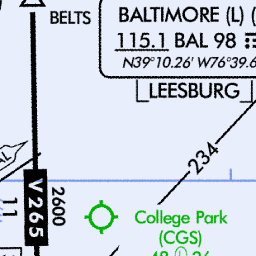 BELTS
BALTIMORE (L) (
115.1 BAL 98
N39°10.26' W76°39.6
LEESBURG
234
V 265
2600
11
College Park
(CGS)